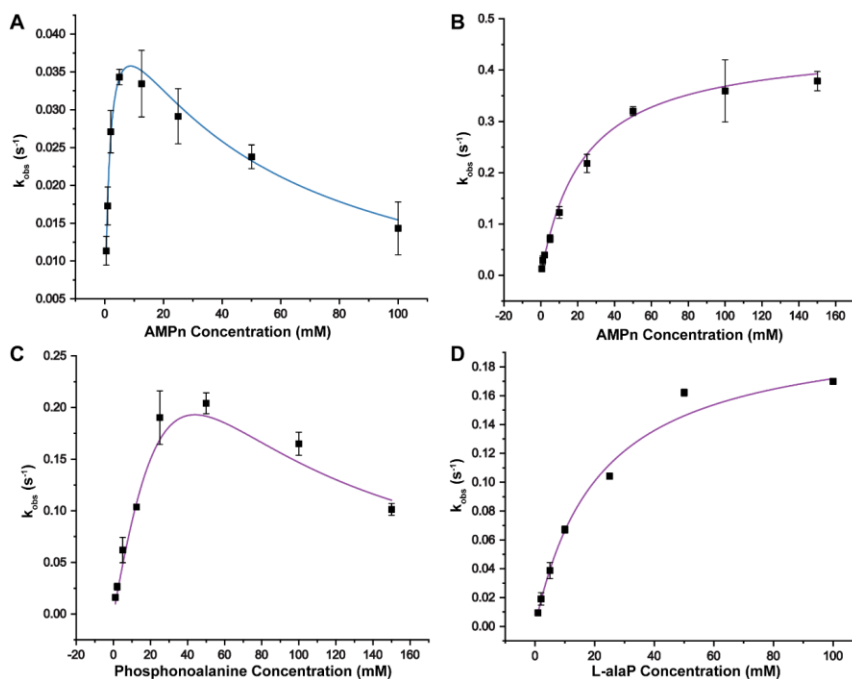 A
0.040
0.035
0.030
0.025
0.020
0.015
0.010
0.005
k_obs (s⁻¹)
0 20 40 60 80 100
AMPn Concentration (mM)
B
0.5
0.4
0.3
0.2
0.1
0.0
k_obs (s⁻¹)
-20 0 20 40 60 80 100 120 140 160
AMPn Concentration (mM)
C
0.25
0.20
0.15
0.10
0.05
0.00
k_obs (s⁻¹)
-20 0 20 40 60 80 100 120 140 160
Phosphonoalanine Concentration (mM)
D
0.18
0.16
0.14
0.12
0.10
0.08
0.06
0.04
0.02
0.00
k_obs (s⁻¹)
0 20 40 60 80 100
L-alaP Concentration (mM)